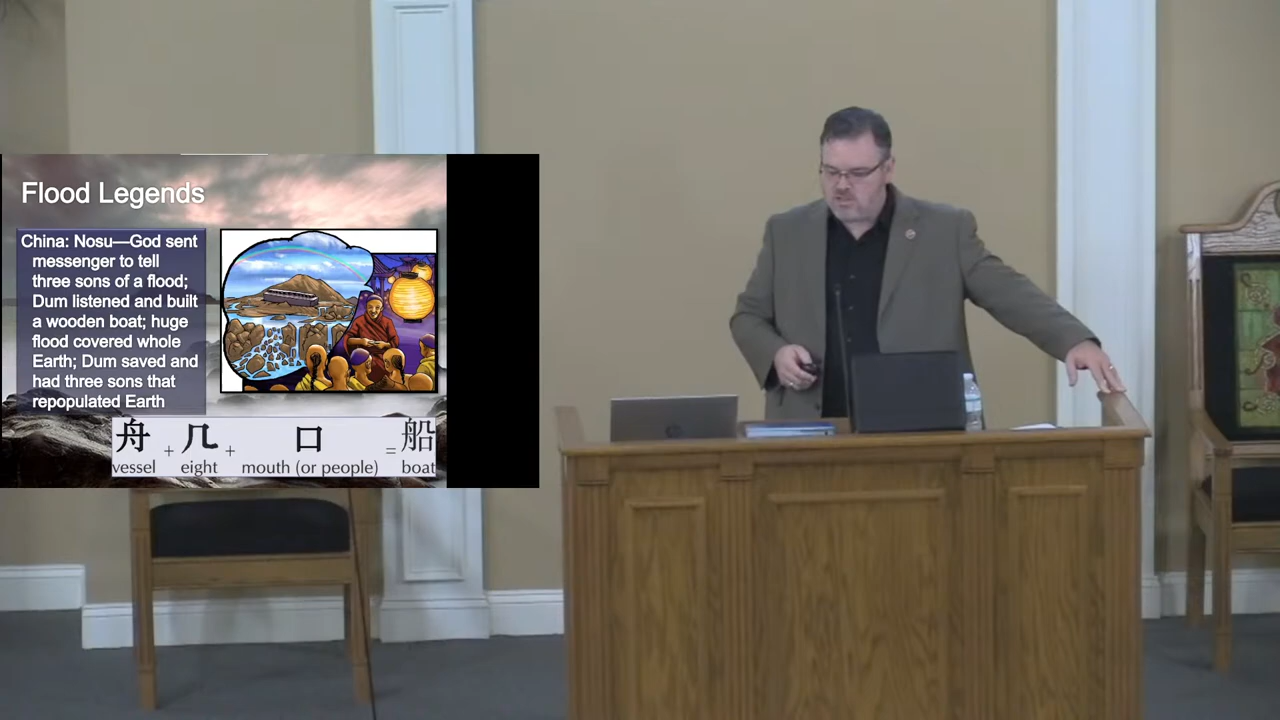 Flood Legends
China: Nosu—God sent
messenger to tell
three sons of a flood;
Dum listened and built
a wooden boat; huge
flood covered whole
Earth; Dum saved and
had three sons that
repopulated Earth
舟 + 几 + 口 = 船
vessel eight mouth (or people) boat